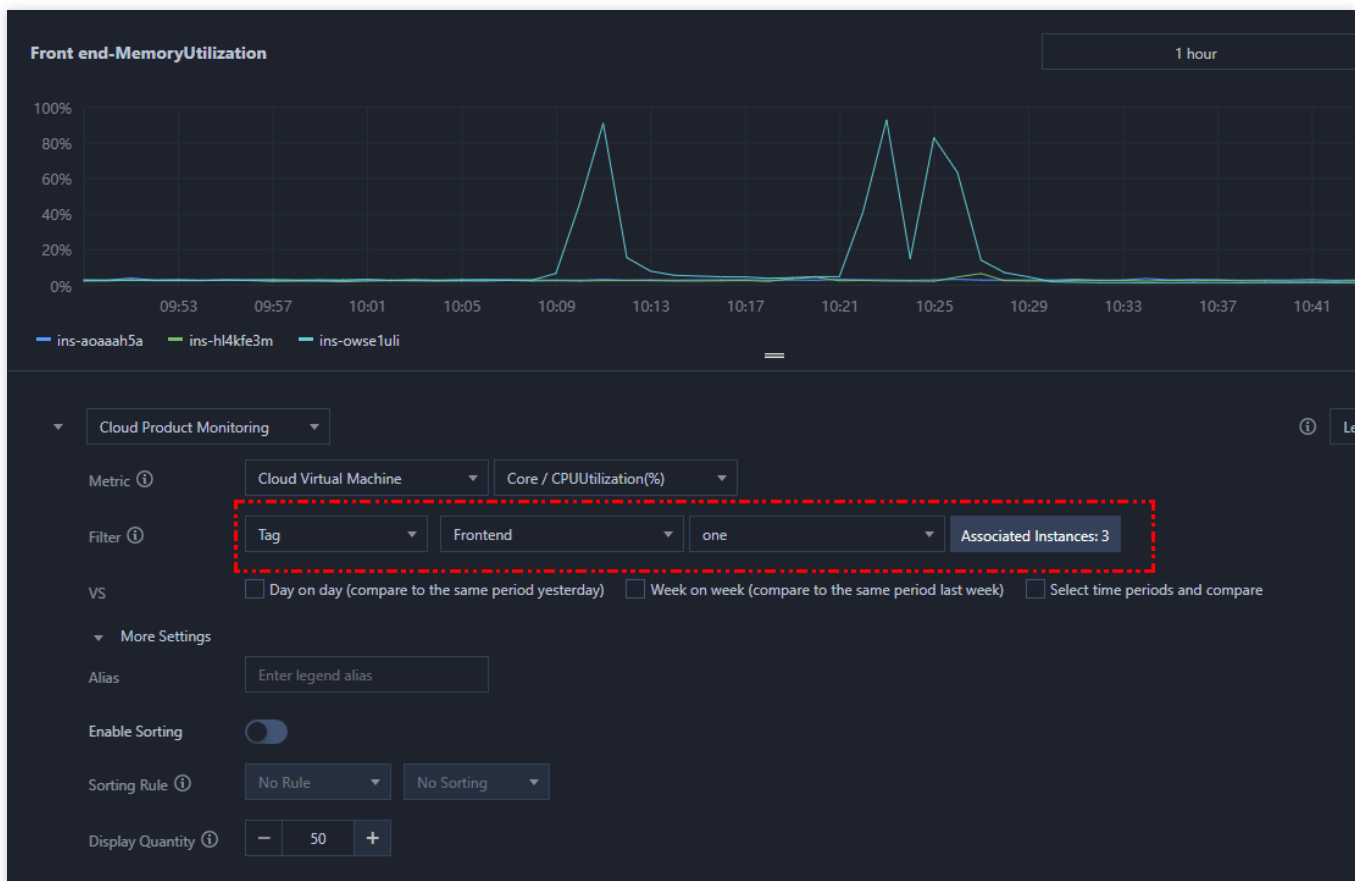 Front end-MemoryUtilization
1 hour
100%
80%
60%
40%
20%
0%
09:53 09:57 10:01 10:05 10:09 10:13 10:17 10:21 10:25 10:29 10:33 10:37 10:41
ins-aoaaah5a ins-hl4kfe3m ins-owse1uli
Cloud Product Monitoring
Le
Metric Cloud Virtual Machine Core / CPUUtilization(%)
Filter Tag Frontend one Associated Instances: 3
VS Day on day (compare to the same period yesterday) Week on week (compare to the same period last week) Select time periods and compare
More Settings
Alias Enter legend alias
Enable Sorting
Sorting Rule No Rule No Sorting
Display Quantity − 50 +